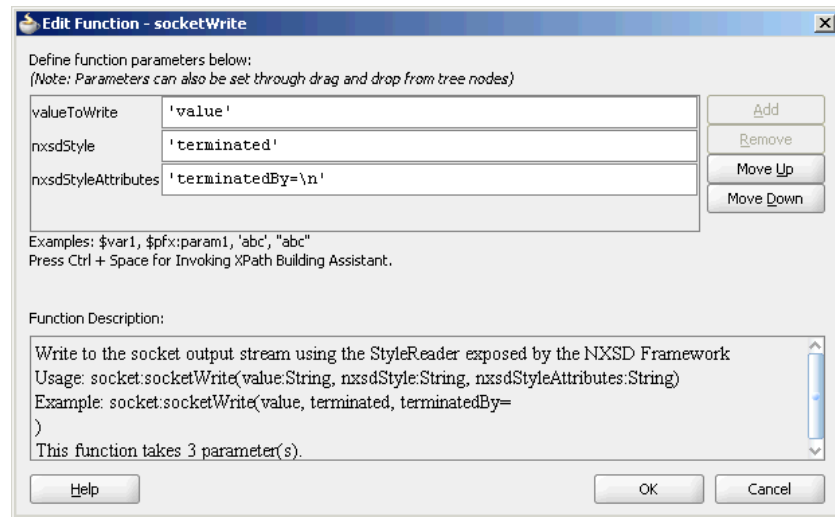 Edit Function - socketWrite
Define function parameters below:
(Note: Parameters can also be set through drag and drop from tree nodes)
valueToWrite 'value'
nxsdStyle 'terminated'
nxsdStyleAttributes 'terminatedBy=\n'
Add
Remove
Move Up
Move Down
Examples: $var1, $pfx:param1, 'abc', "abc"
Press Ctrl + Space for Invoking XPath Building Assistant.
Function Description:
Write to the socket output stream using the StyleReader exposed by the NXSD Framework
Usage: socket:socketWrite(value:String, nxsdStyle:String, nxsdStyleAttributes:String)
Example: socket:socketWrite(value, terminated, terminatedBy=
)
This function takes 3 parameter(s).
Help OK Cancel